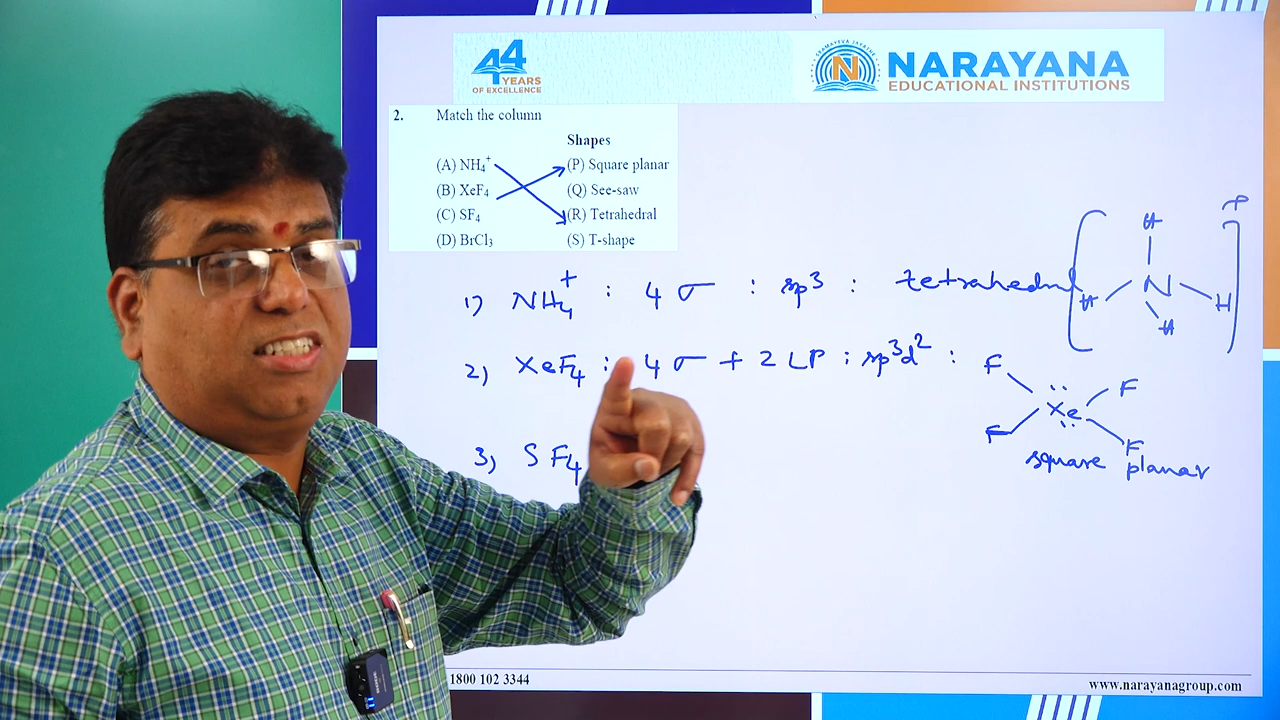 44 YEARS
OF EXCELLENCE
NARAYANA
EDUCATIONAL INSTITUTIONS
2. Match the column
Shapes
(A) NH₄⁺ (P) Square planar
(B) XeF₄ (Q) See-saw
(C) SF₄ (R) Tetrahedral
(D) BrCl₃ (S) T-shape
1) NH₄⁺ : 4 σ : sp³ : tetrahedral
H
N
H H
H
+
2) XeF₄ : 4 σ + 2 LP : sp³d² :
F F
Xe
F F
square planar
3) SF₄
1800 102 3344
www.narayanagroup.com